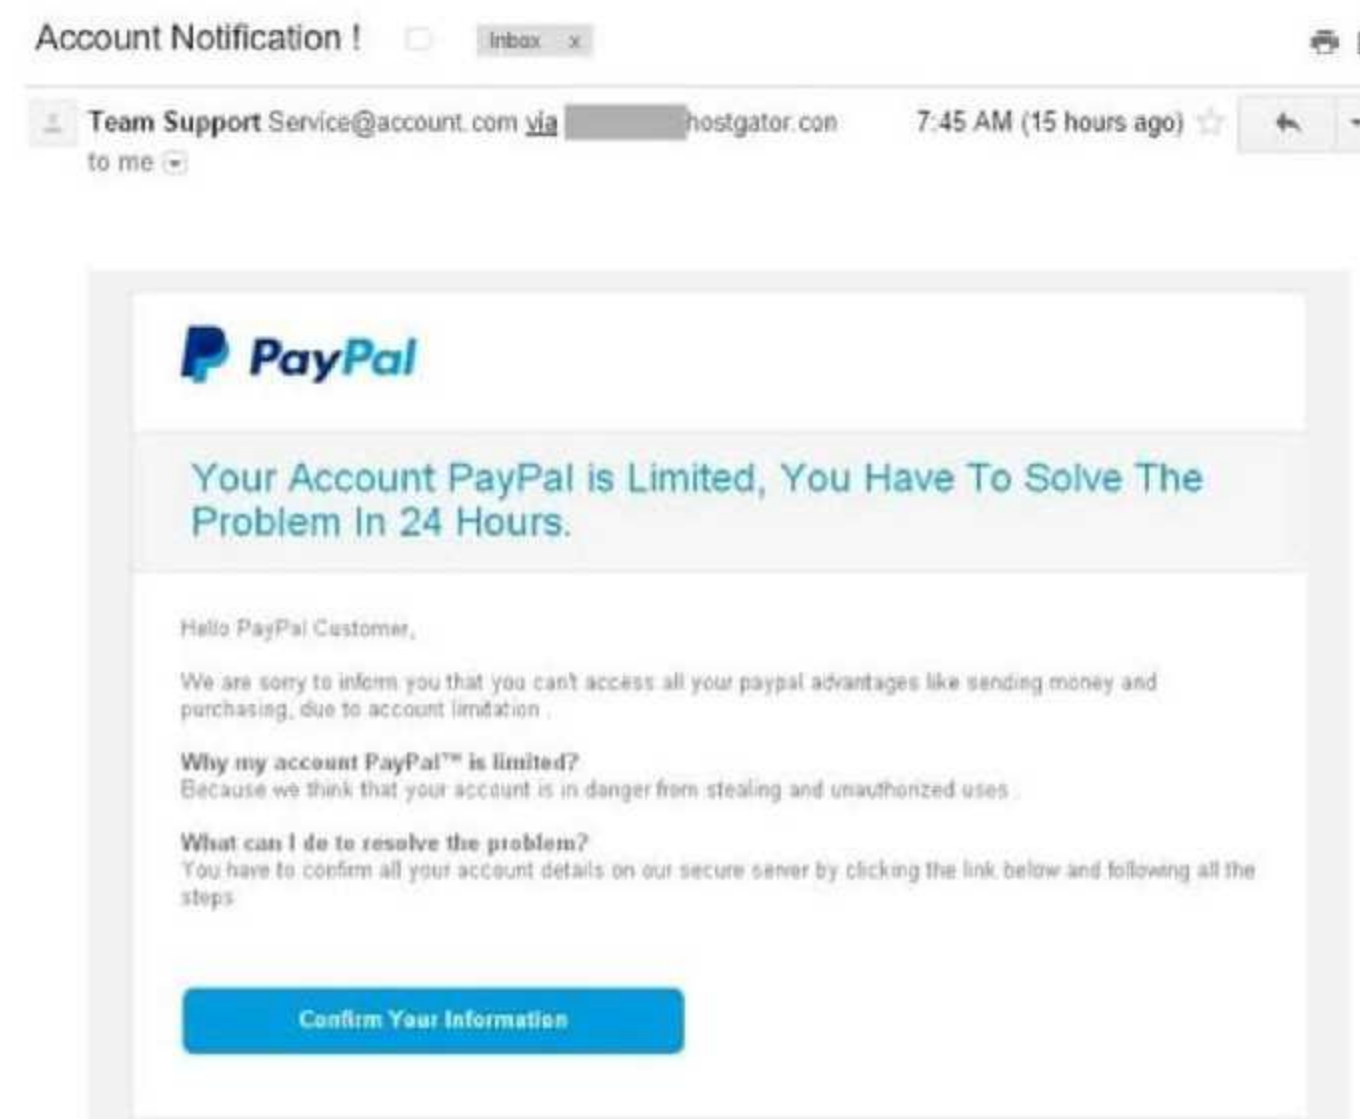 Account Notification !
Inbox x
Team Support Service@account.com via hostgator.con 7:45 AM (15 hours ago)
to me
PayPal
Your Account PayPal is Limited, You Have To Solve The
Problem In 24 Hours.
Hello PayPal Customer,
We are sorry to inform you that you can't access all your paypal advantages like sending money and
purchasing, due to account limitation .
Why my account PayPal™ is limited?
Because we think that your account is in danger from stealing and unauthorized uses .
What can I do to resolve the problem?
You have to confirm all your account details on our secure server by clicking the link below and following all the
steps
Confirm Your Information